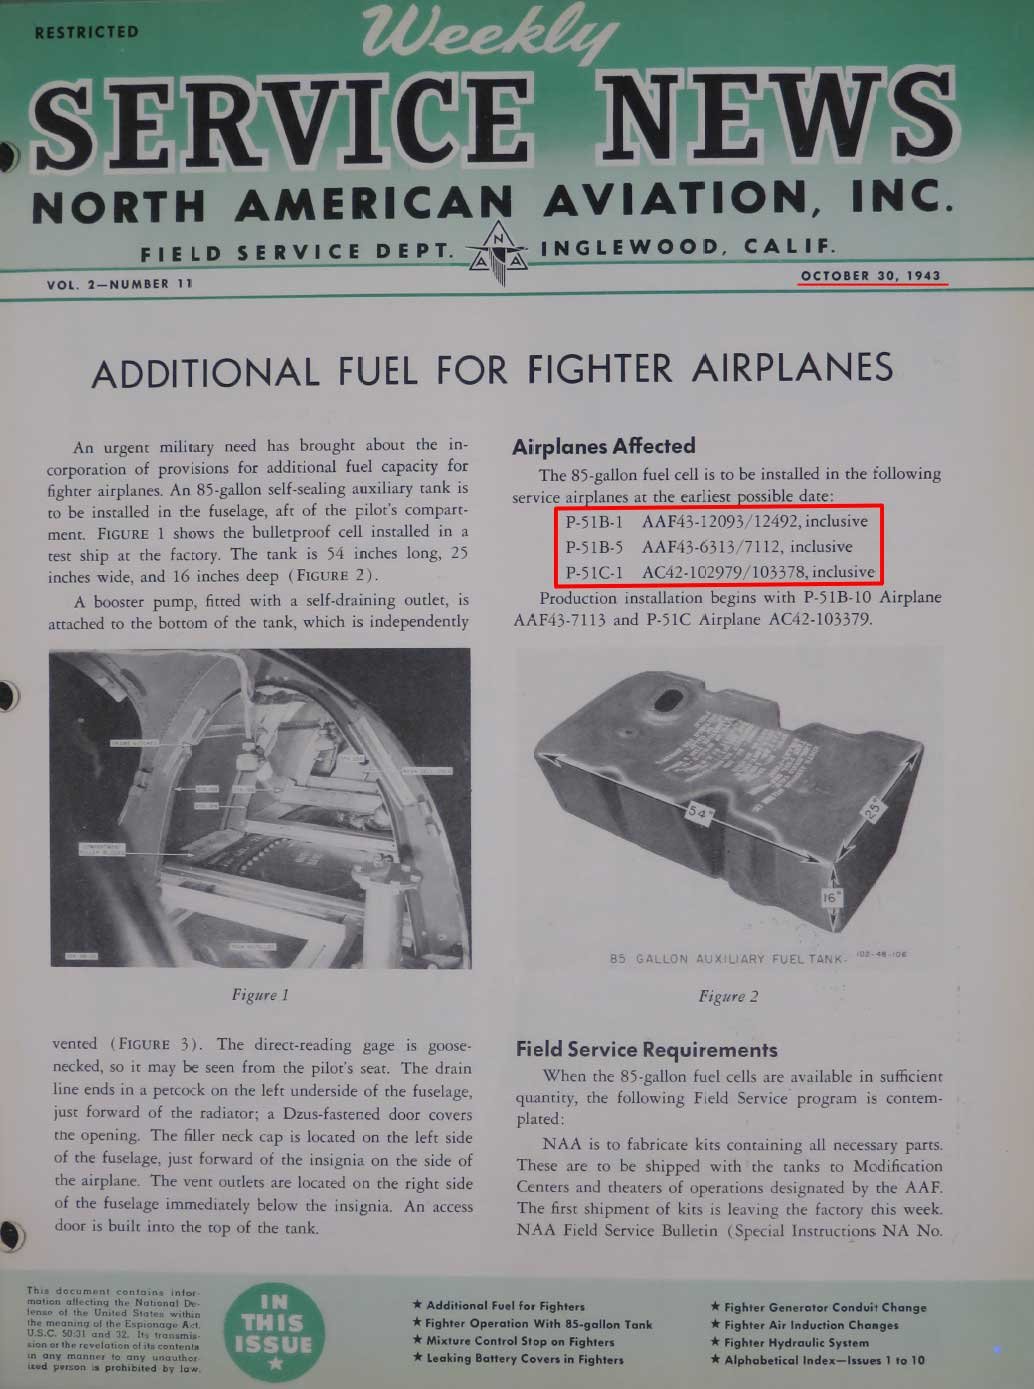 RESTRICTED
Weekly
SERVICE NEWS
NORTH AMERICAN AVIATION, INC.
FIELD SERVICE DEPT. NAA INGLEWOOD, CALIF.
VOL. 2—NUMBER 11
OCTOBER 30, 1943
ADDITIONAL FUEL FOR FIGHTER AIRPLANES
An urgent military need has brought about the in-
corporation of provisions for additional fuel capacity for
fighter airplanes. An 85-gallon self-sealing auxiliary tank is
to be installed in the fuselage, aft of the pilot's compart-
ment. FIGURE 1 shows the bulletproof cell installed in a
test ship at the factory. The tank is 54 inches long, 25
inches wide, and 16 inches deep (FIGURE 2).
A booster pump, fitted with a self-draining outlet, is
attached to the bottom of the tank, which is independently
Figure 1
vented (FIGURE 3). The direct-reading gage is goose-
necked, so it may be seen from the pilot's seat. The drain
line ends in a petcock on the left underside of the fuselage,
just forward of the radiator; a Dzus-fastened door covers
the opening. The filler neck cap is located on the left side
of the fuselage, just forward of the insignia on the side of
the airplane. The vent outlets are located on the right side
of the fuselage immediately below the insignia. An access
door is built into the top of the tank.
Airplanes Affected
The 85-gallon fuel cell is to be installed in the following
service airplanes at the earliest possible date:
P-51B-1 AAF43-12093/12492, inclusive
P-51B-5 AAF43-6313/7112, inclusive
P-51C-1 AC42-102979/103378, inclusive
Production installation begins with P-51B-10 Airplane
AAF43-7113 and P-51C Airplane AC42-103379.
54"
25"
16"
85 GALLON AUXILIARY FUEL TANK- 102-48-106
Figure 2
Field Service Requirements
When the 85-gallon fuel cells are available in sufficient
quantity, the following Field Service program is contem-
plated:
NAA is to fabricate kits containing all necessary parts.
These are to be shipped with the tanks to Modification
Centers and theaters of operations designated by the AAF.
The first shipment of kits is leaving the factory this week.
NAA Field Service Bulletin (Special Instructions NA No.
This document contains infor-
mation affecting the National De-
fense of the United States within
the meaning of the Espionage Act,
U.S.C. 50:31 and 32. Its transmis-
sion or the revelation of its contents
in any manner to any unauthor-
ized person is prohibited by law.
IN
THIS
ISSUE
★ Additional Fuel for Fighters
★ Fighter Operation With 85-gallon Tank
★ Mixture Control Stop on Fighters
★ Leaking Battery Covers in Fighters
★ Fighter Generator Conduit Change
★ Fighter Air Induction Changes
★ Fighter Hydraulic System
★ Alphabetical Index—Issues 1 to 10